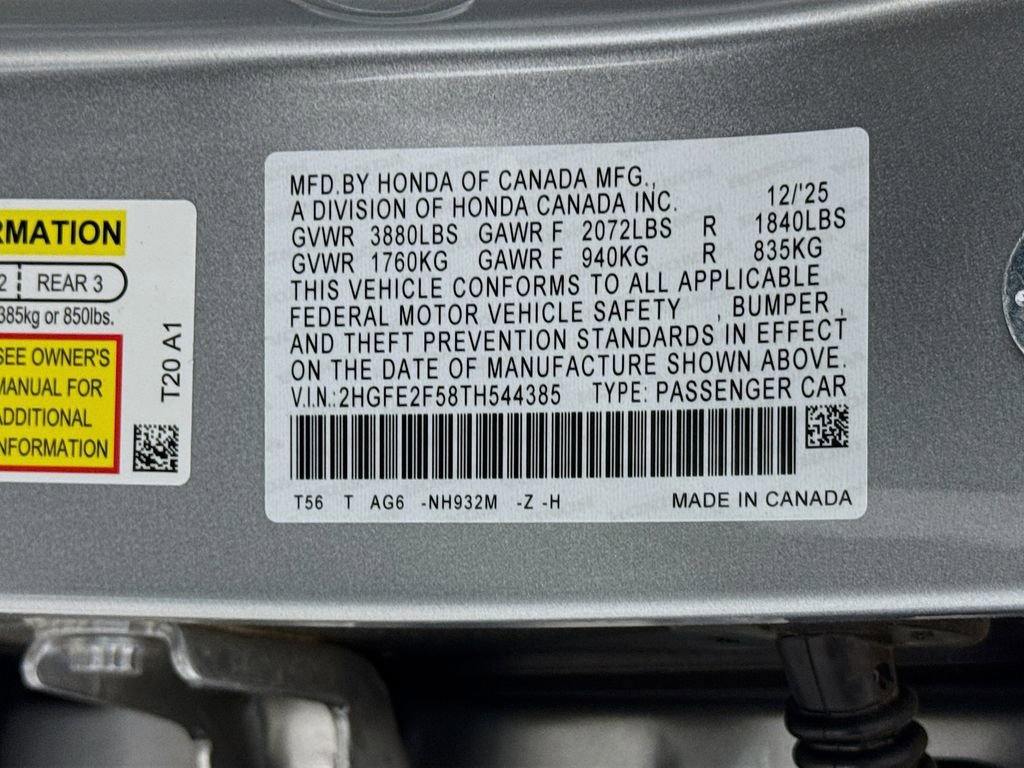 RMATION
2 REAR 3
385kg or 850lbs.
SEE OWNER'S
MANUAL FOR
ADDITIONAL
INFORMATION
T20 A1
MFD.BY HONDA OF CANADA MFG.,
A DIVISION OF HONDA CANADA INC. 12/'25
GVWR 3880LBS GAWR F 2072LBS R 1840LBS
GVWR 1760KG GAWR F 940KG R 835KG
THIS VEHICLE CONFORMS TO ALL APPLICABLE
FEDERAL MOTOR VEHICLE SAFETY , BUMPER ,
AND THEFT PREVENTION STANDARDS IN EFFECT
ON THE DATE OF MANUFACTURE SHOWN ABOVE.
V.I.N.:2HGFE2F58TH544385 TYPE: PASSENGER CAR
T56 T AG6 -NH932M -Z -H MADE IN CANADA